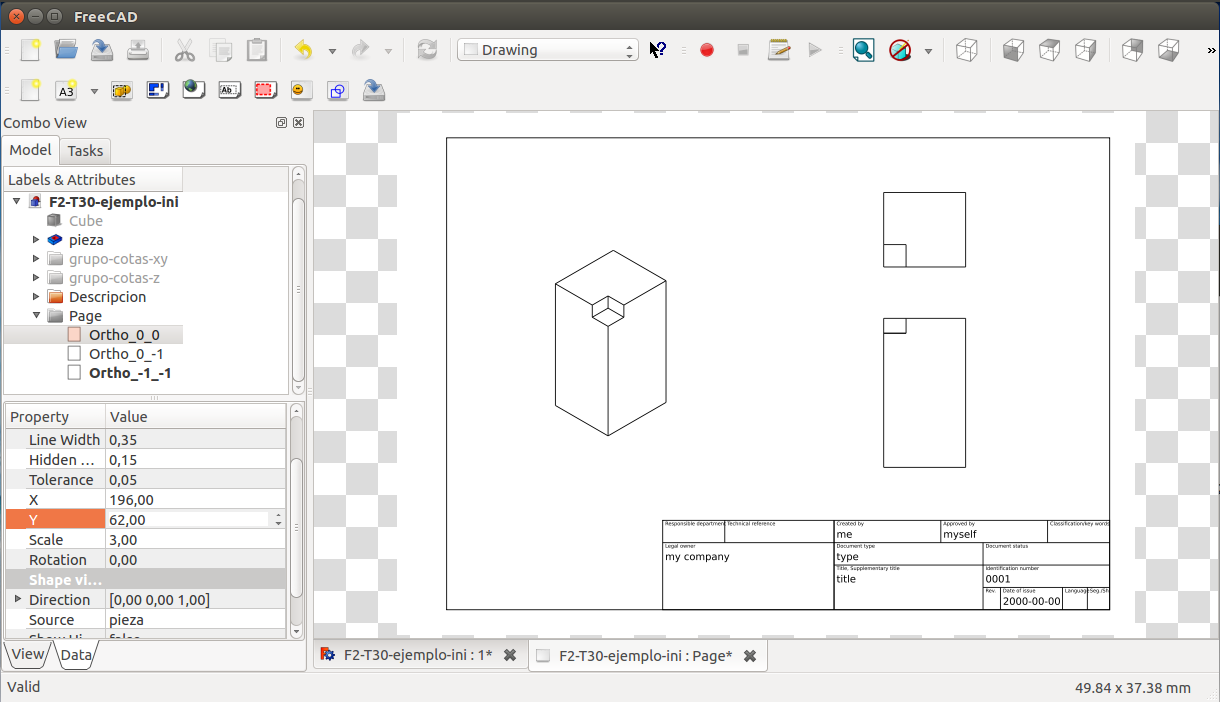 FreeCAD
Drawing
»
A3
Ab
Combo View
Model
Tasks
Labels & Attributes
F2-T30-ejemplo-ini
Cube
pieza
grupo-cotas-xy
grupo-cotas-z
Descripcion
Page
Ortho_0_0
Ortho_0_-1
Ortho_-1_-1
Property Value
Line Width 0,35
Hidden ... 0,15
Tolerance 0,05
X 196,00
Y 62,00
Scale 3,00
Rotation 0,00
Shape vi...
Direction [0,00 0,00 1,00]
Source pieza
View
Data
Responsible departmen Technical reference Created by Approved by Classification/key words
me myself
Legal owner Document type Document status
my company type
Title, Supplementary title Identification number
title 0001
Rev. Date of issue Language Seg./Sh
2000-00-00
F2-T30-ejemplo-ini : 1*
F2-T30-ejemplo-ini : Page*
Valid
49.84 x 37.38 mm